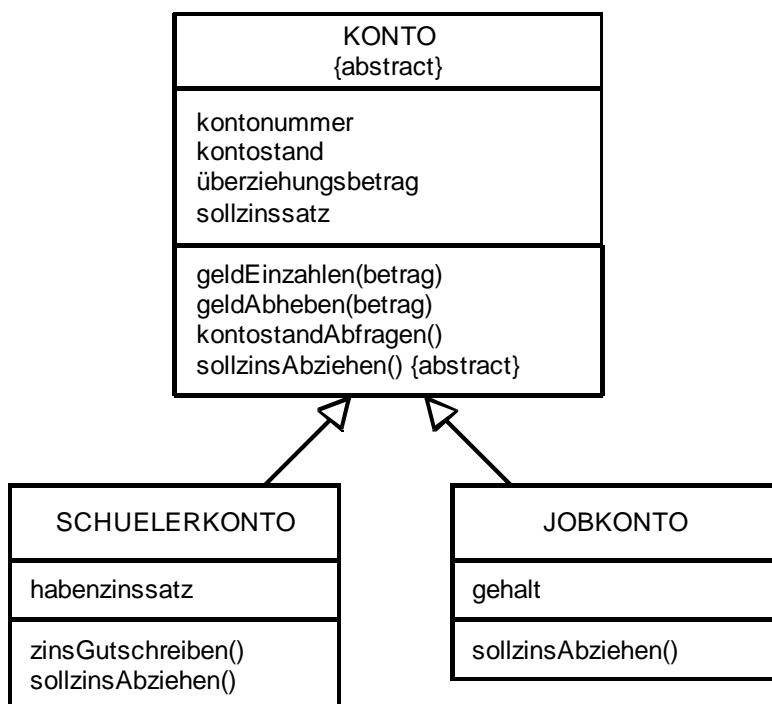 KONTO
{abstract}
kontonummer
kontostand
überziehungsbetrag
sollzinssatz
geldEinzahlen(betrag)
geldAbheben(betrag)
kontostandAbfragen()
sollzinsAbziehen() {abstract}
SCHUELERKONTO
habenzinssatz
zinsGutschreiben()
sollzinsAbziehen()
JOBKONTO
gehalt
sollzinsAbziehen()